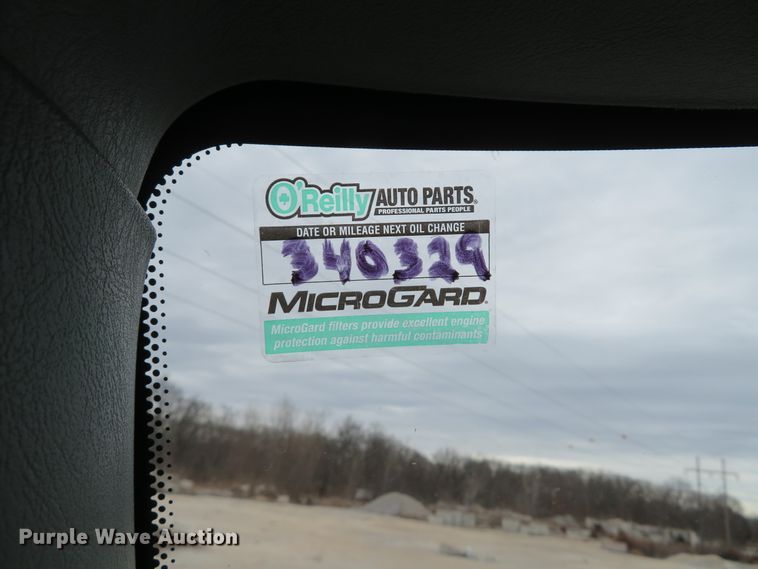 O'Reilly AUTO PARTS®
PROFESSIONAL PARTS PEOPLE
DATE OR MILEAGE NEXT OIL CHANGE
340329
MICROGARD®
MicroGard filters provide excellent engine
protection against harmful contaminants
Purple Wave Auction